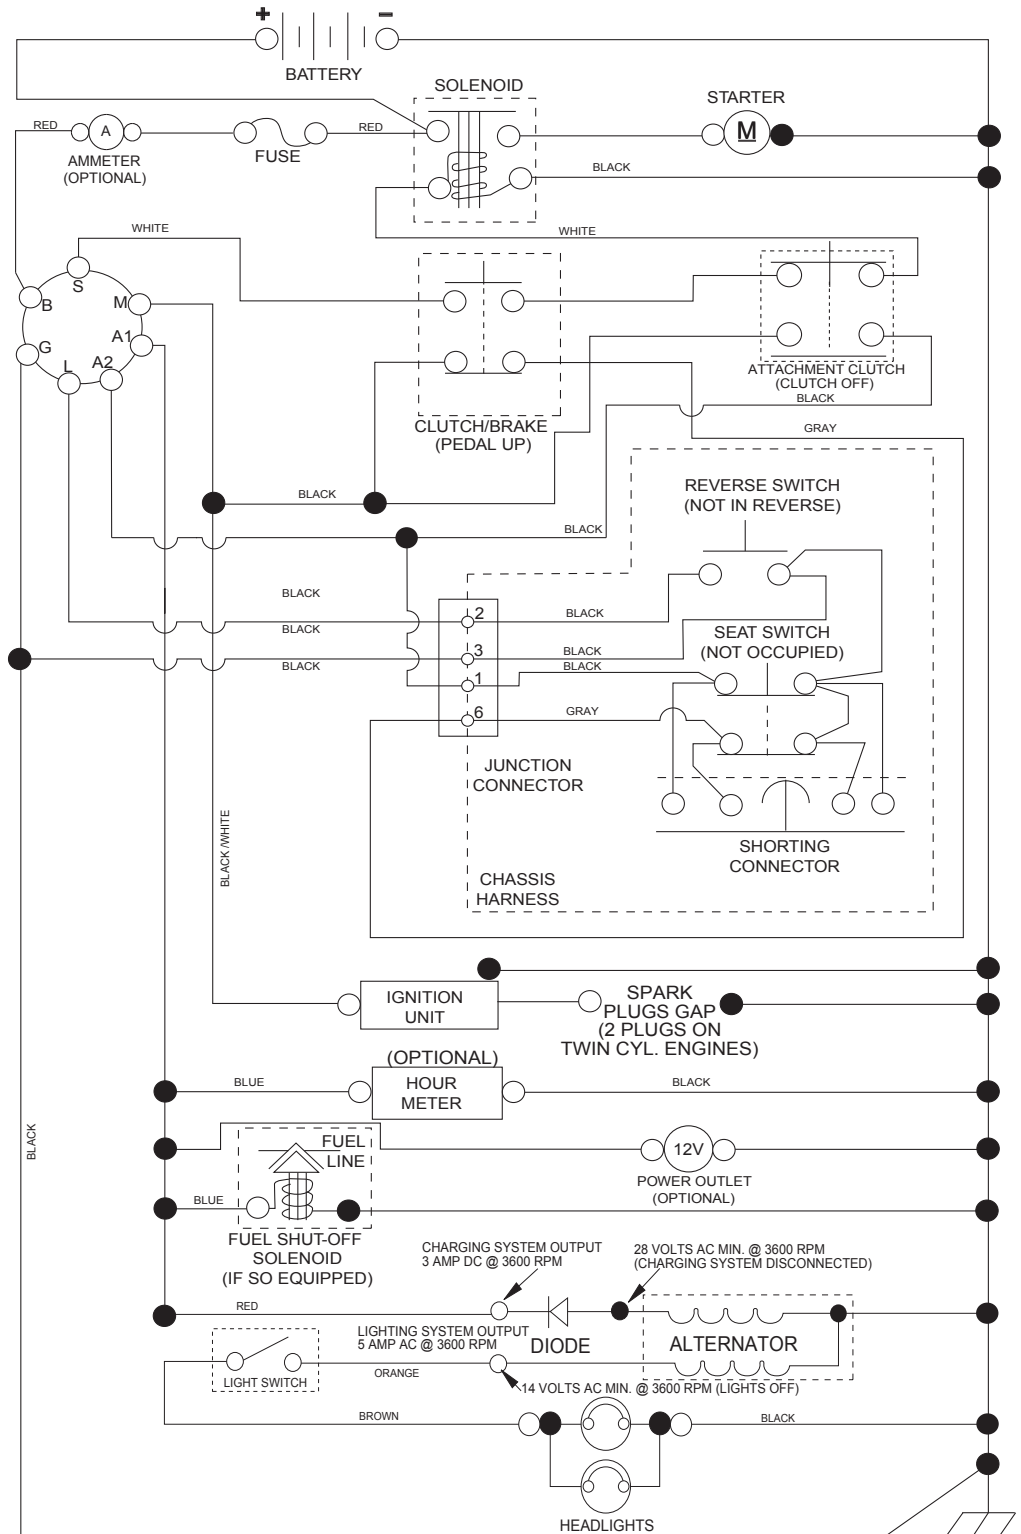 + −
BATTERY
SOLENOID
STARTER
RED
A
AMMETER
(OPTIONAL)
FUSE
RED
M
BLACK
WHITE
WHITE
S
B
M
G
A1
L
A2
ATTACHMENT CLUTCH
(CLUTCH OFF)
BLACK
CLUTCH/BRAKE
(PEDAL UP)
GRAY
REVERSE SWITCH
(NOT IN REVERSE)
BLACK
BLACK
BLACK
2
BLACK
BLACK
SEAT SWITCH
(NOT OCCUPIED)
3
BLACK
BLACK
BLACK
1
6
GRAY
JUNCTION
CONNECTOR
SHORTING
CONNECTOR
BLACK /WHITE
CHASSIS
HARNESS
IGNITION
UNIT
SPARK
PLUGS GAP
(2 PLUGS ON
TWIN CYL. ENGINES)
(OPTIONAL)
BLUE
HOUR
METER
BLACK
BLACK
FUEL
LINE
12V
POWER OUTLET
(OPTIONAL)
BLUE
FUEL SHUT-OFF
SOLENOID
(IF SO EQUIPPED)
CHARGING SYSTEM OUTPUT
3 AMP DC @ 3600 RPM
28 VOLTS AC MIN. @ 3600 RPM
(CHARGING SYSTEM DISCONNECTED)
RED
LIGHTING SYSTEM OUTPUT
5 AMP AC @ 3600 RPM
DIODE
ALTERNATOR
LIGHT SWITCH
ORANGE
14 VOLTS AC MIN. @ 3600 RPM (LIGHTS OFF)
BROWN
BLACK
HEADLIGHTS